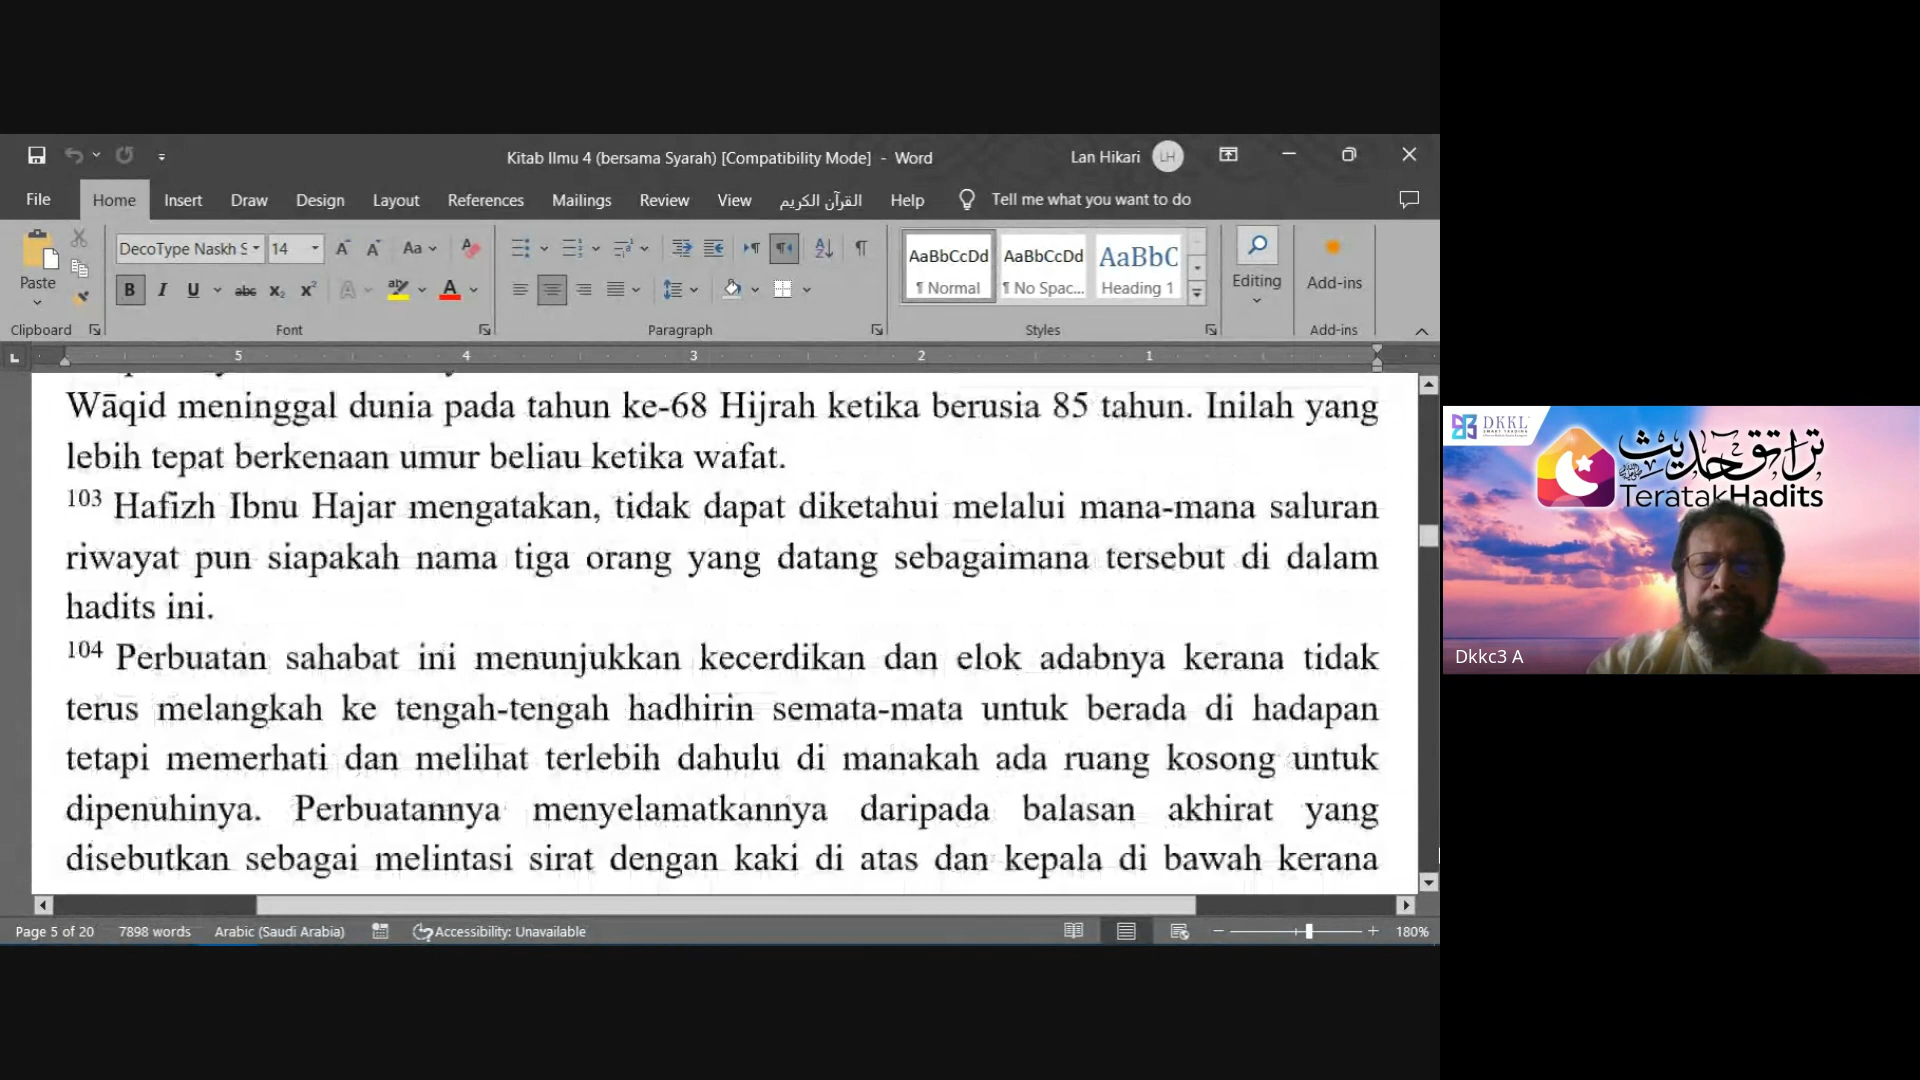 Kitab Ilmu 4 (bersama Syarah) [Compatibility Mode] - Word
Lan Hikari
LH
File
Home
Insert
Draw
Design
Layout
References
Mailings
Review
View
القرآن الكريم
Help
Tell me what you want to do
Paste
Clipboard
DecoType Naskh S
14
Aa
Font
Paragraph
AaBbCcDd
AaBbCcDd
AaBbC
¶ Normal
¶ No Spac...
Heading 1
Styles
Editing
Add-ins
Add-ins
5 4 3 2 1
Wāqid meninggal dunia pada tahun ke-68 Hijrah ketika berusia 85 tahun. Inilah yang
lebih tepat berkenaan umur beliau ketika wafat.
103 Hafizh Ibnu Hajar mengatakan, tidak dapat diketahui melalui mana-mana saluran
riwayat pun siapakah nama tiga orang yang datang sebagaimana tersebut di dalam
hadits ini.
104 Perbuatan sahabat ini menunjukkan kecerdikan dan elok adabnya kerana tidak
terus melangkah ke tengah-tengah hadhirin semata-mata untuk berada di hadapan
tetapi memerhati dan melihat terlebih dahulu di manakah ada ruang kosong untuk
dipenuhinya. Perbuatannya menyelamatkannya daripada balasan akhirat yang
disebutkan sebagai melintasi sirat dengan kaki di atas dan kepala di bawah kerana
Page 5 of 20
7898 words
Arabic (Saudi Arabia)
Accessibility: Unavailable
180%
DKKL
TeratakHadits
Dkkc3 A